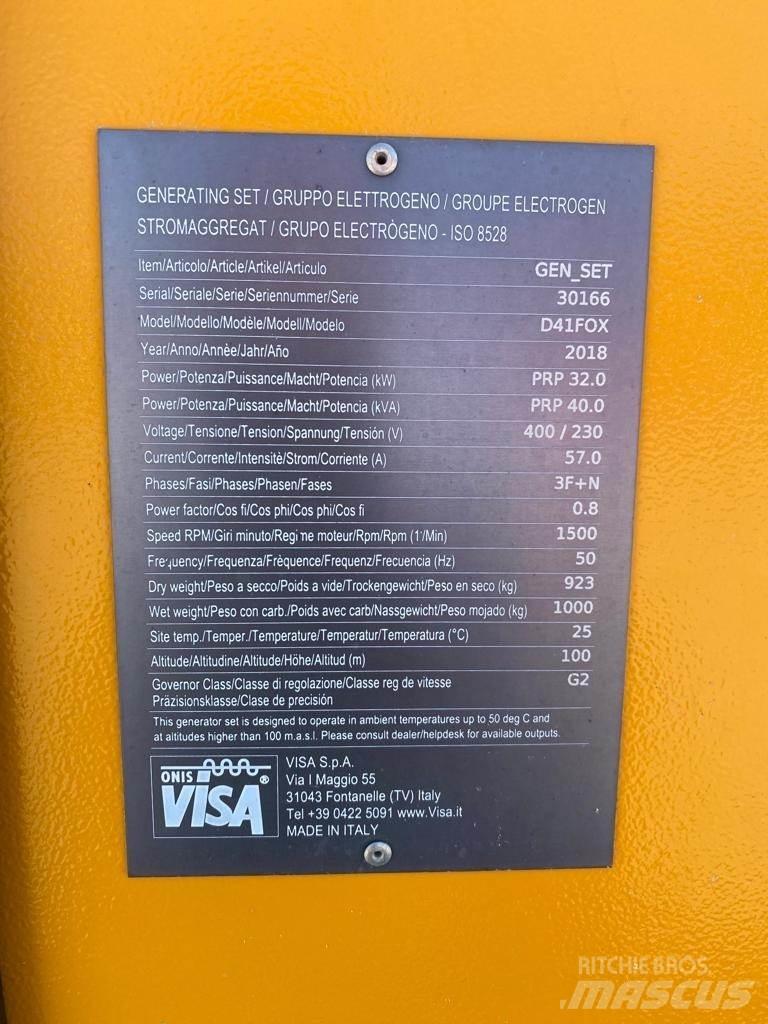 GENERATING SET / GRUPPO ELETTROGENO / GROUPE ELECTROGEN
STROMAGGREGAT / GRUPO ELECTRÒGENO - ISO 8528
Item/Articolo/Article/Artikel/Articulo GEN_SET
Serial/Seriale/Serie/Seriennummer/Serie 30166
Model/Modello/Modèle/Modell/Modelo D41FOX
Year/Anno/Annèe/Jahr/Año 2018
Power/Potenza/Puissance/Macht/Potencia (kW) PRP 32.0
Power/Potenza/Puissance/Macht/Potencia (kVA) PRP 40.0
Voltage/Tensione/Tension/Spannung/Tensión (V) 400 / 230
Current/Corrente/Intensitè/Strom/Corriente (A) 57.0
Phases/Fasi/Phases/Phasen/Fases 3F+N
Power factor/Cos fi/Cos phi/Cos phi/Cos fi 0.8
Speed RPM/Giri minuto/Regime moteur/Rpm/Rpm (1'/Min) 1500
Frequency/Frequenza/Frèquence/Frequenz/Frecuencia (Hz) 50
Dry weight/Peso a secco/Poids a vide/Trockengewicht/Peso en seco (kg) 923
Wet weight/Peso con carb./Poids avec carb/Nassgewicht/Peso mojado (kg) 1000
Site temp./Temper./Temperature/Temperatur/Temperatura (°C) 25
Altitude/Altitudine/Altitude/Höhe/Altitud (m) 100
Governor Class/Classe di regolazione/Classe reg de vitesse G2
Präzisionsklasse/Clase de precisión
This generator set is designed to operate in ambient temperatures up to 50 deg C and
at altitudes higher than 100 m.a.s.l. Please consult dealer/helpdesk for available outputs.
ONIS
VISA ®
VISA S.p.A.
Via I Maggio 55
31043 Fontanelle (TV) Italy
Tel +39 0422 5091 www.Visa.it
MADE IN ITALY
RITCHIE BROS.
MASCUS